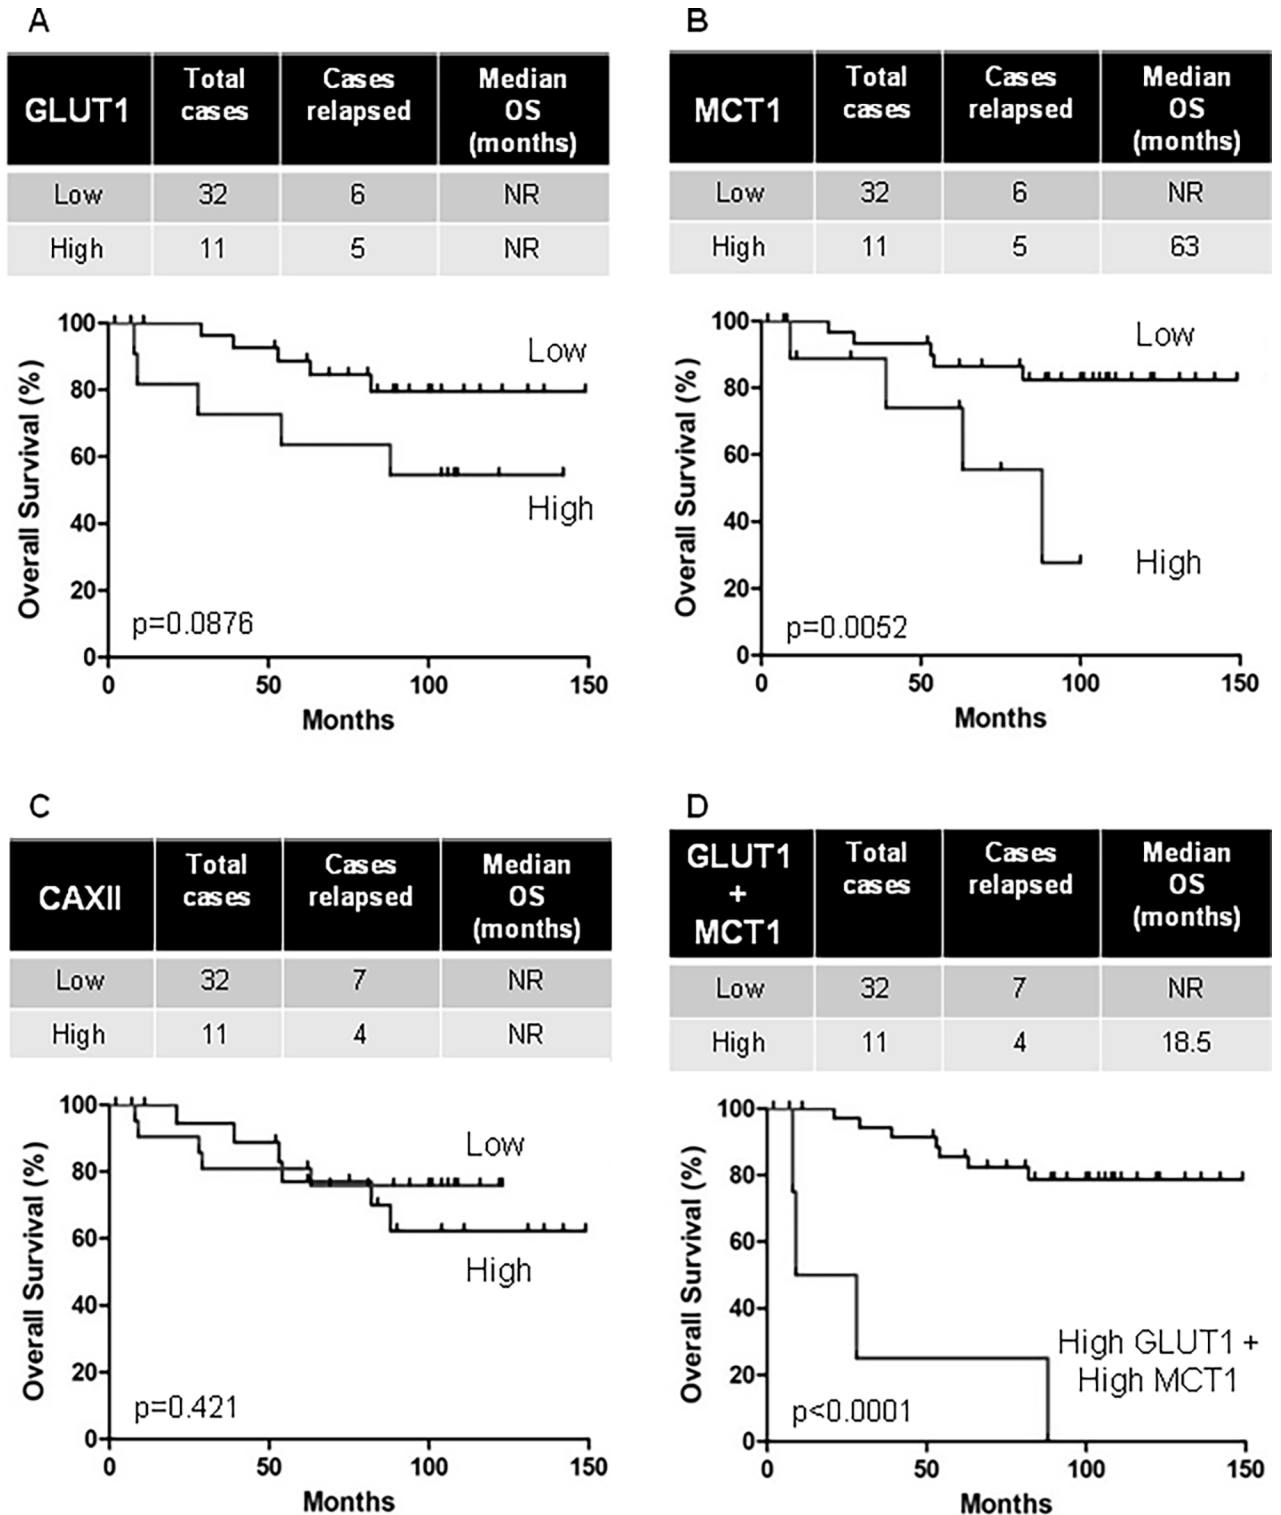 A
GLUT1
Total cases
Cases relapsed
Median OS (months)
Low 32 6 NR
High 11 5 NR
100
80
60
40
20
0
Overall Survival (%)
Low
High
p=0.0876
0 50 100 150
Months
B
MCT1
Total cases
Cases relapsed
Median OS (months)
Low 32 6 NR
High 11 5 63
100
80
60
40
20
0
Overall Survival (%)
Low
High
p=0.0052
0 50 100 150
Months
C
CAXII
Total cases
Cases relapsed
Median OS (months)
Low 32 7 NR
High 11 4 NR
100
80
60
40
20
0
Overall Survival (%)
Low
High
p=0.421
0 50 100 150
Months
D
GLUT1 + MCT1
Total cases
Cases relapsed
Median OS (months)
Low 32 7 NR
High 11 4 18.5
100
80
60
40
20
0
Overall Survival (%)
High GLUT1 +
High MCT1
p<0.0001
0 50 100 150
Months